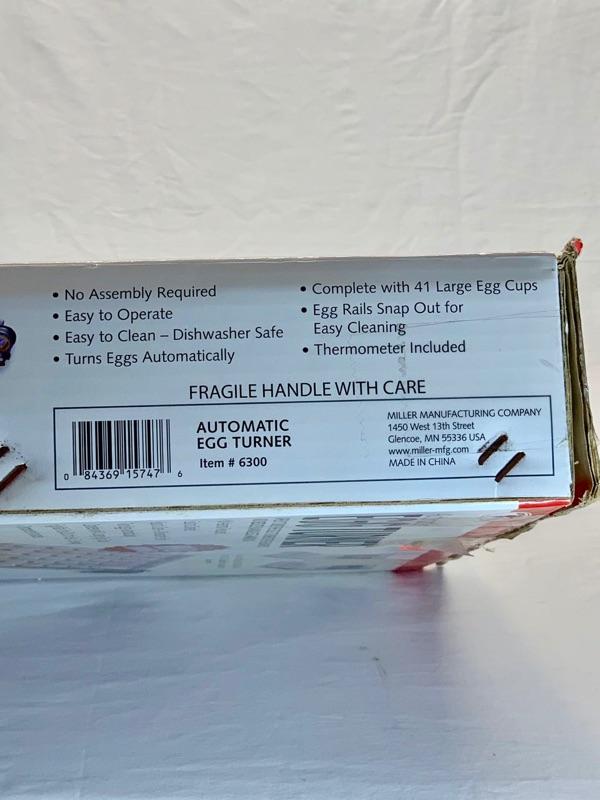 • No Assembly Required
• Easy to Operate
• Easy to Clean – Dishwasher Safe
• Turns Eggs Automatically
• Complete with 41 Large Egg Cups
• Egg Rails Snap Out for
Easy Cleaning
• Thermometer Included
FRAGILE HANDLE WITH CARE
0 84369 15747 6
AUTOMATIC
EGG TURNER
Item # 6300
MILLER MANUFACTURING COMPANY
1450 West 13th Street
Glencoe, MN 55336 USA
www.miller-mfg.com
MADE IN CHINA